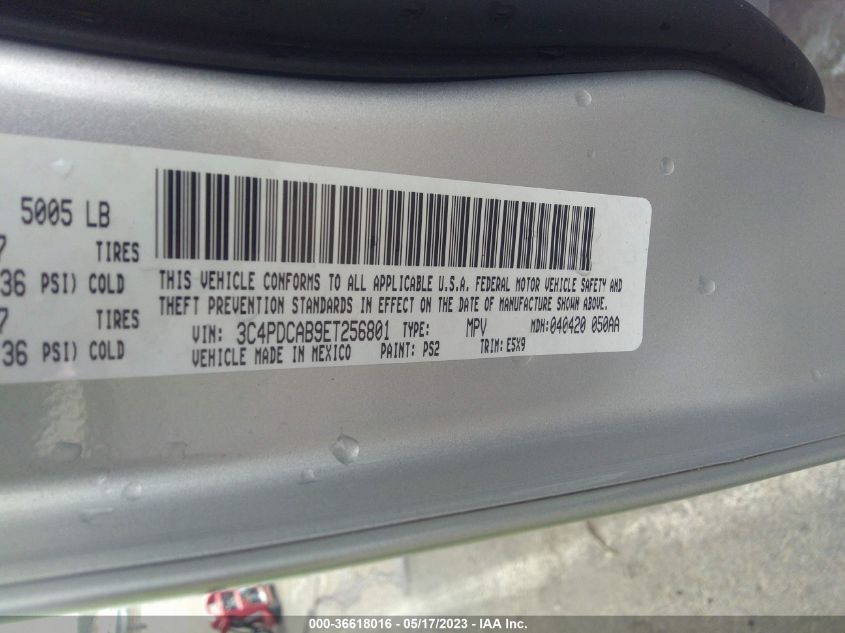 5005 LB
7 TIRES
36 PSI) COLD
7 TIRES
36 PSI) COLD
THIS VEHICLE CONFORMS TO ALL APPLICABLE U.S.A. FEDERAL MOTOR VEHICLE SAFETY AND
THEFT PREVENTION STANDARDS IN EFFECT ON THE DATE OF MANUFACTURE SHOWN ABOVE.
VIN: 3C4PDCAB9ET256801 TYPE: MPV MDH:040420 050AA
VEHICLE MADE IN MEXICO PAINT: PS2 TRIM: E5X9
000-36618016 - 05/17/2023 - IAA Inc.